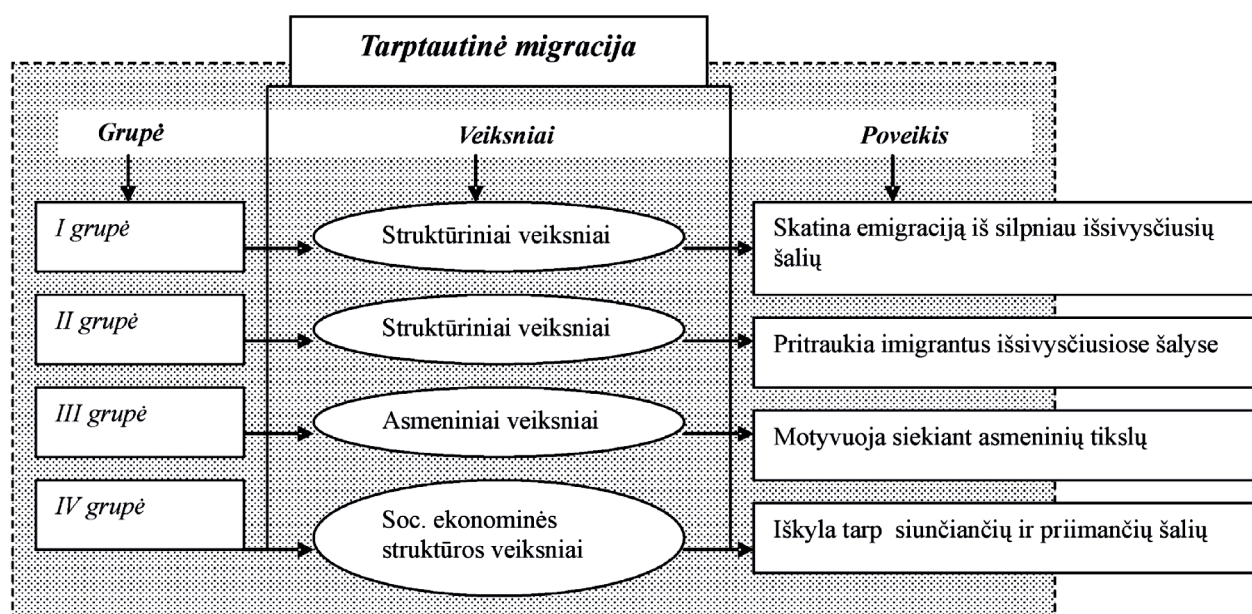 Tarptautinė migracija
Grupė
Veiksniai
Poveikis
I grupė
Struktūriniai veiksniai
Skatina emigraciją iš silpniau išsivysčiusių
šalių
II grupė
Struktūriniai veiksniai
Pritraukia imigrantus išsivysčiusiose šalyse
III grupė
Asmeniniai veiksniai
Motyvuoja siekiant asmeninių tikslų
IV grupė
Soc. ekonominės
struktūros veiksniai
Iškyla tarp siunčiančių ir priimančių šalių